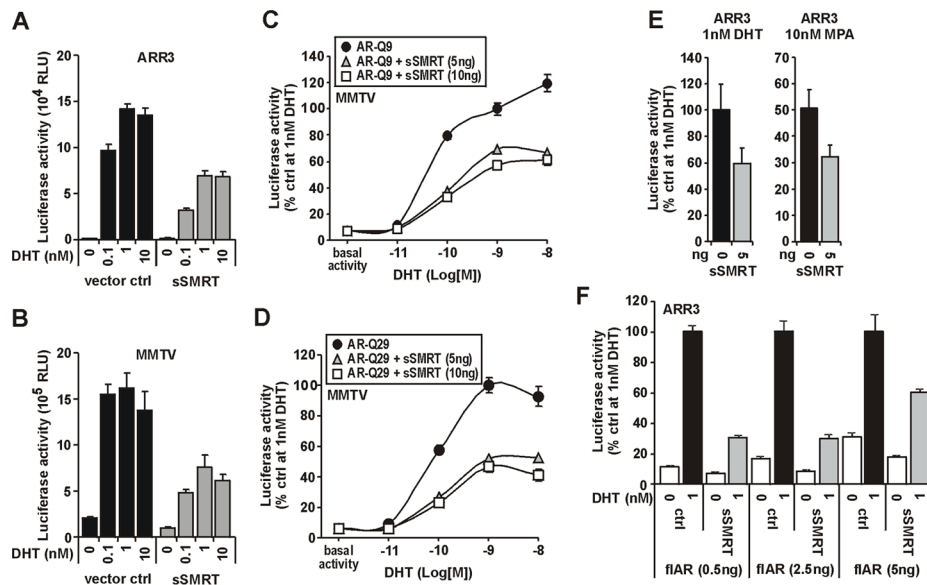 A
ARR3
Luciferase activity (10⁴ RLU)
20
15
10
5
0
DHT (nM)
0
0.1
1
10
0
0.1
1
10
vector ctrl
sSMRT
B
MMTV
Luciferase activity (10⁵ RLU)
20
15
10
5
0
DHT (nM)
0
0.1
1
10
0
0.1
1
10
vector ctrl
sSMRT
C
AR-Q9
AR-Q9 + sSMRT (5ng)
AR-Q9 + sSMRT (10ng)
MMTV
Luciferase activity
(% ctrl at 1nM DHT)
140
120
100
80
60
40
20
0
basal
activity
-11
-10
-9
-8
DHT (Log[M])
D
AR-Q29
AR-Q29 + sSMRT (5ng)
AR-Q29 + sSMRT (10ng)
MMTV
Luciferase activity
(% ctrl at 1nM DHT)
120
100
80
60
40
20
0
basal
activity
-11
-10
-9
-8
DHT (Log[M])
E
ARR3
1nM DHT
ARR3
10nM MPA
Luciferase activity
(% ctrl at 1nM DHT)
140
120
100
80
60
40
20
0
80
60
40
20
0
ng
0
5
0
5
sSMRT
sSMRT
F
ARR3
Luciferase activity
(% ctrl at 1nM DHT)
120
100
80
60
40
20
0
DHT (nM)
0
1
0
1
0
1
0
1
0
1
0
1
ctrl
sSMRT
ctrl
sSMRT
ctrl
sSMRT
flAR (0.5ng)
flAR (2.5ng)
flAR (5ng)